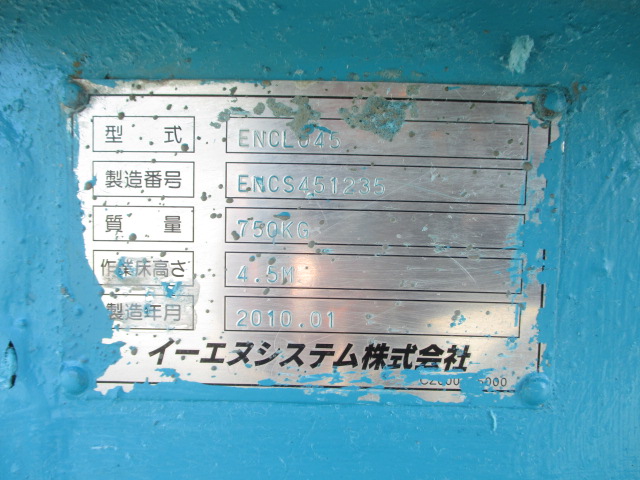 型 式 ENCL045
製造番号 ENCS451235
質 量 750KG
作業床高さ 4.5M
製造年月 2010.01
イーエヌシステム株式会社